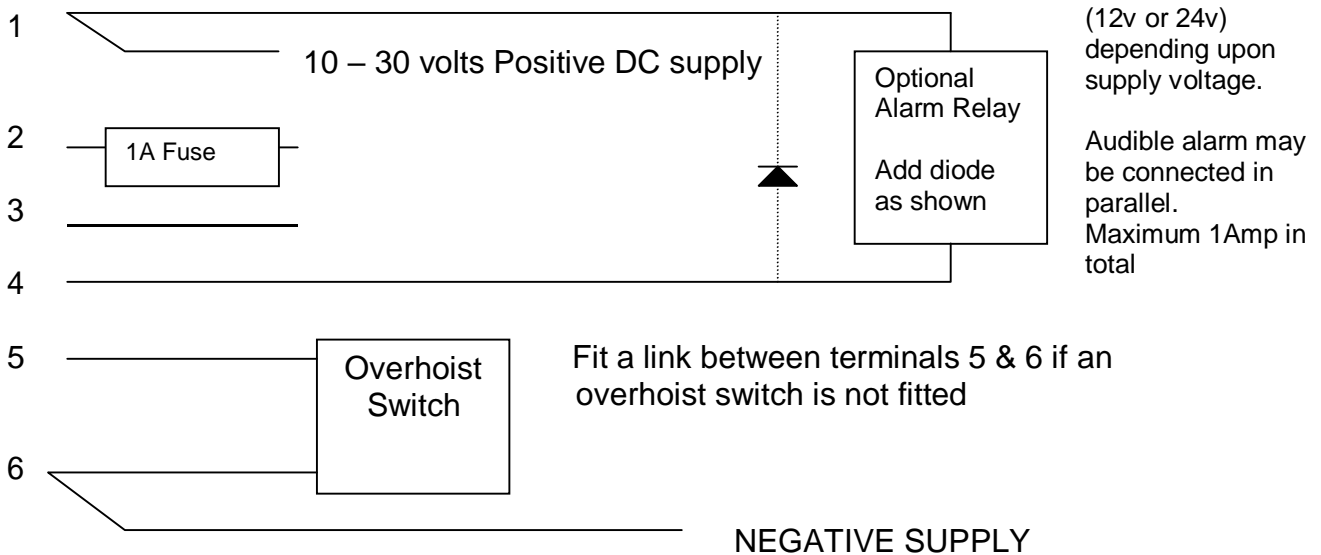 1
10 – 30 volts Positive DC supply
2
1A Fuse
3
4
Optional
Alarm Relay
Add diode
as shown
(12v or 24v)
depending upon
supply voltage.
Audible alarm may
be connected in
parallel.
Maximum 1Amp in
total
5
Overhoist
Switch
Fit a link between terminals 5 & 6 if an
overhoist switch is not fitted
6
NEGATIVE SUPPLY